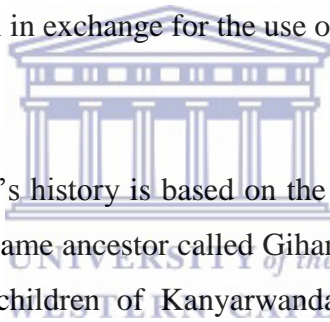 in exchange for the use o
's history is based on the
ame ancestor called Gihan
UNIVERSITY of the
children of Kanyarwanda
WESTERN CAPE